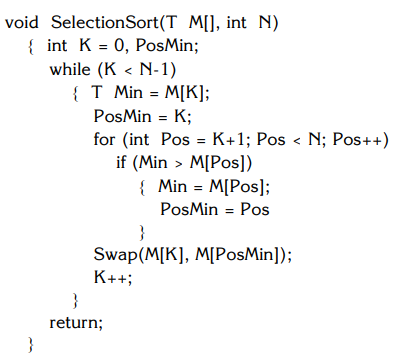 void SelectionSort(T M[], int N)
{ int K = 0, PosMin;
while (K < N-1)
{ T Min = M[K];
PosMin = K;
for (int Pos = K+1; Pos < N; Pos++)
if (Min > M[Pos])
{ Min = M[Pos];
PosMin = Pos
}
Swap(M[K], M[PosMin]);
K++;
}
return;
}